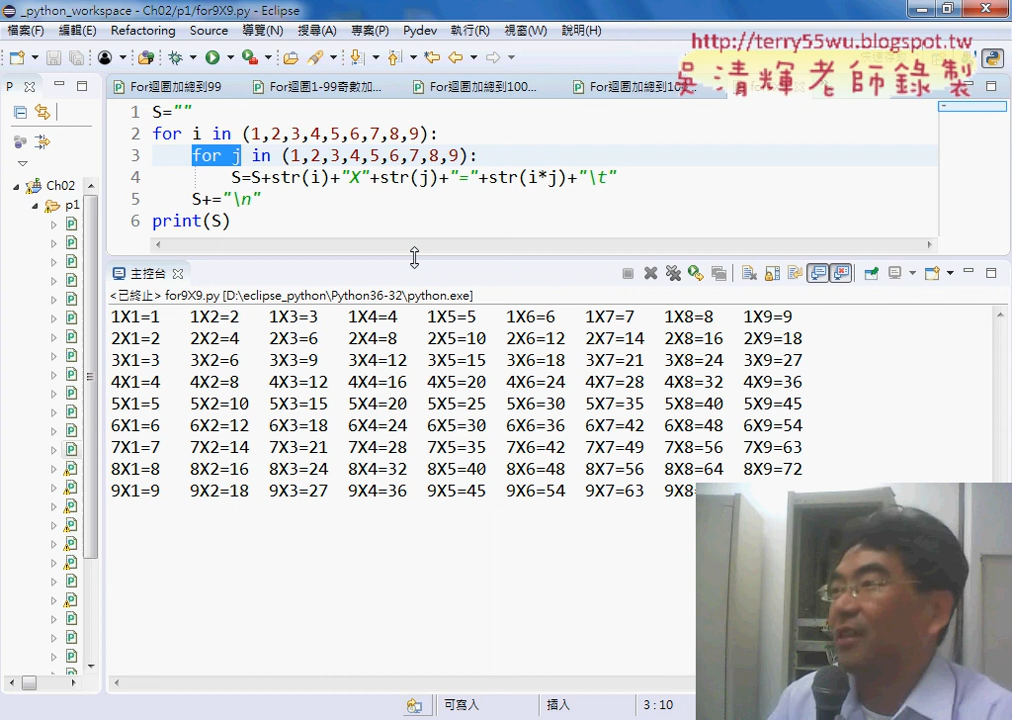 _python_workspace - Ch02/p1/for9X9.py - Eclipse
檔案(F) 編輯(E) Refactoring Source 導覽(N) 搜尋(A) 專案(P) Pydev 執行(R) 視窗(W) 說明(H)
http://terry55wu.blogspot.tw
吳清輝老師錄製
P
For迴圈加總到99 For迴圈1-99奇數加... For迴圈加總到100...
Ch02
p1
1 S=""
2 for i in (1,2,3,4,5,6,7,8,9):
3 for j in (1,2,3,4,5,6,7,8,9):
4 S=S+str(i)+"X"+str(j)+"="+str(i*j)+"\t"
5 S+="\n"
6 print(S)
主控台
<已終止> for9X9.py [D:\eclipse_python\Python36-32\python.exe]
1X1=1 1X2=2 1X3=3 1X4=4 1X5=5 1X6=6 1X7=7 1X8=8 1X9=9
2X1=2 2X2=4 2X3=6 2X4=8 2X5=10 2X6=12 2X7=14 2X8=16 2X9=18
3X1=3 3X2=6 3X3=9 3X4=12 3X5=15 3X6=18 3X7=21 3X8=24 3X9=27
4X1=4 4X2=8 4X3=12 4X4=16 4X5=20 4X6=24 4X7=28 4X8=32 4X9=36
5X1=5 5X2=10 5X3=15 5X4=20 5X5=25 5X6=30 5X7=35 5X8=40 5X9=45
6X1=6 6X2=12 6X3=18 6X4=24 6X5=30 6X6=36 6X7=42 6X8=48 6X9=54
7X1=7 7X2=14 7X3=21 7X4=28 7X5=35 7X6=42 7X7=49 7X8=56 7X9=63
8X1=8 8X2=16 8X3=24 8X4=32 8X5=40 8X6=48 8X7=56 8X8=64 8X9=72
9X1=9 9X2=18 9X3=27 9X4=36 9X5=45 9X6=54 9X7=63 9X8=
可寫入 插入 3:10